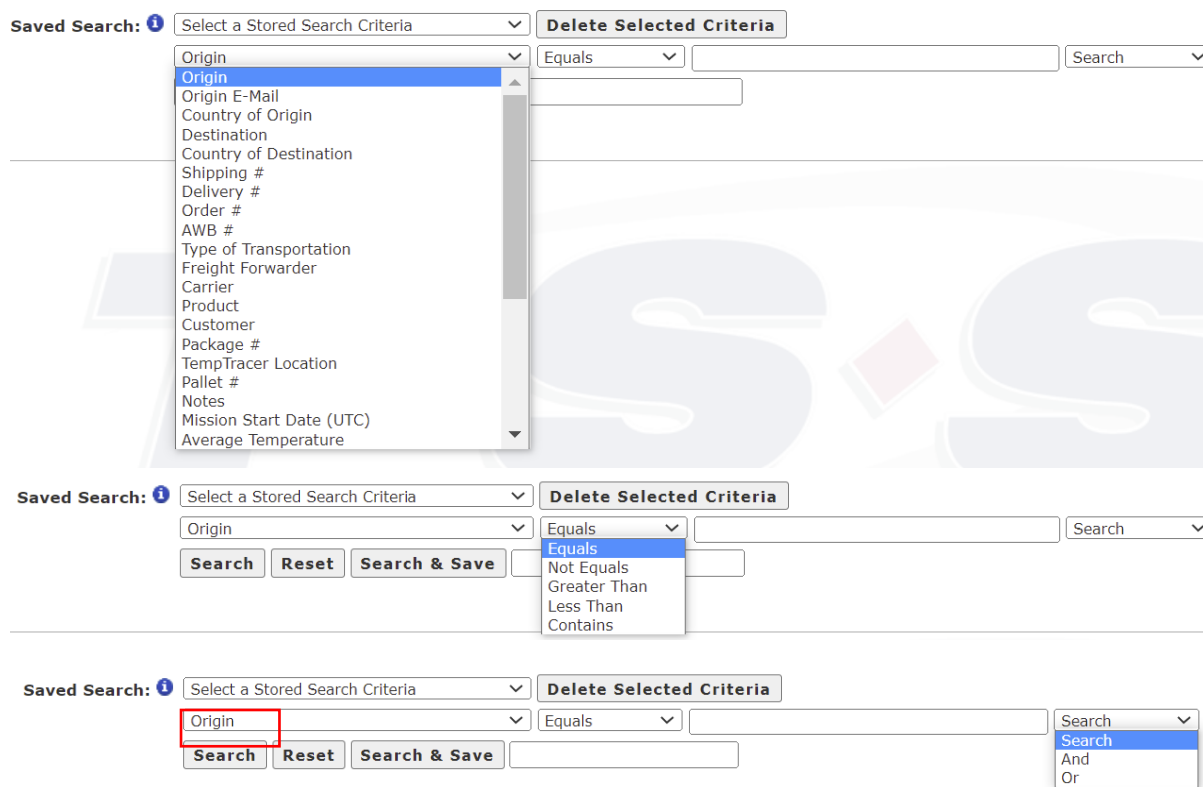 Saved Search: i Select a Stored Search Criteria Delete Selected Criteria
Origin Equals Search
Origin
Origin E-Mail
Country of Origin
Destination
Country of Destination
Shipping #
Delivery #
Order #
AWB #
Type of Transportation
Freight Forwarder
Carrier
Product
Customer
Package #
TempTracer Location
Pallet #
Notes
Mission Start Date (UTC)
Average Temperature
Saved Search: i Select a Stored Search Criteria Delete Selected Criteria
Origin Equals Search
Equals
Search Reset Search & Save
Not Equals
Greater Than
Less Than
Contains
Saved Search: i Select a Stored Search Criteria Delete Selected Criteria
Origin Equals Search
Search
Search Reset Search & Save
And
Or